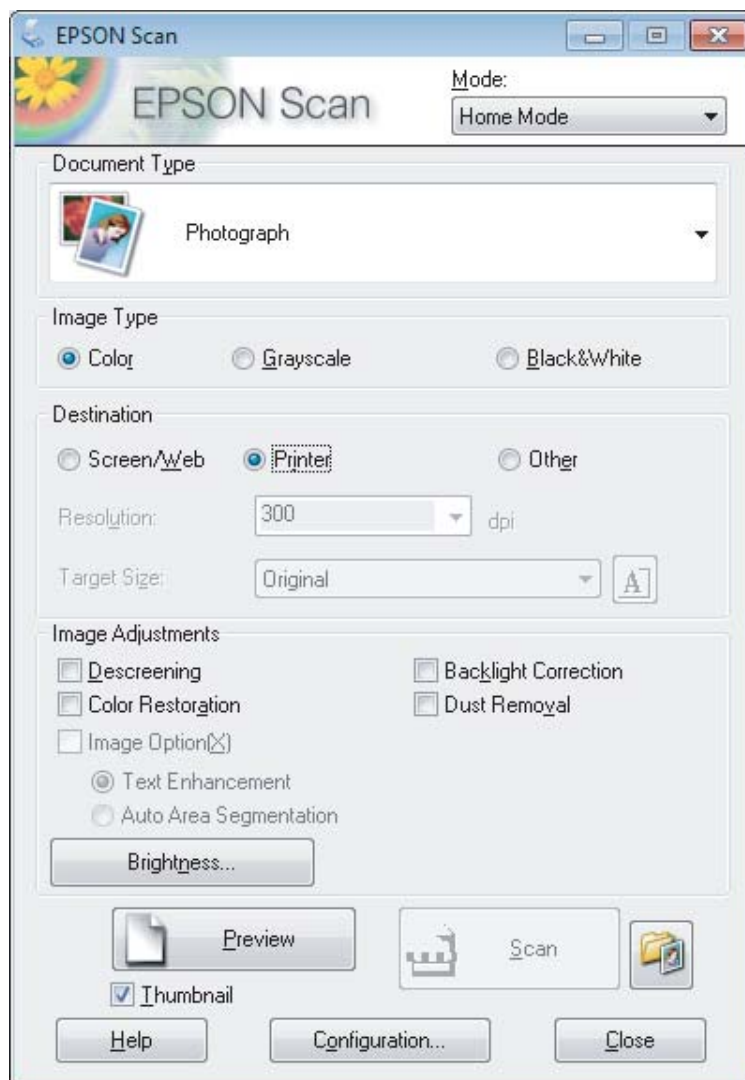 EPSON Scan
EPSON Scan
Mode:
Home Mode
Document Type
Photograph
Image Type
Color
Grayscale
Black&White
Destination
Screen/Web
Printer
Other
Resolution:
300
dpi
Target Size:
Original
A
Image Adjustments
Descreening
Backlight Correction
Color Restoration
Dust Removal
Image Option(X)
Text Enhancement
Auto Area Segmentation
Brightness...
Preview
Scan
Thumbnail
Help
Configuration...
Close